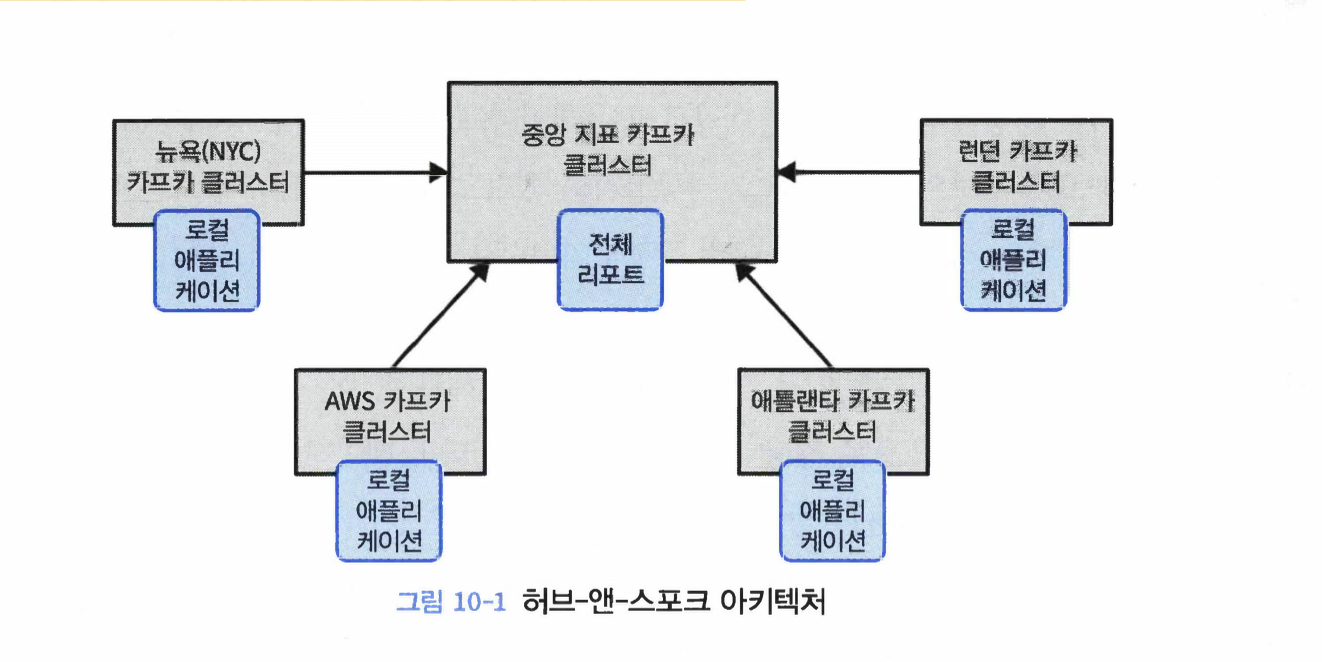 뉴욕(NYC)
카프카 클러스터
로컬
애플리
케이션
중앙 지표 카프카
클러스터
전체
리포트
런던 카프카
클러스터
로컬
애플리
케이션
AWS 카프카
클러스터
로컬
애플리
케이션
애틀랜타 카프카
클러스터
로컬
애플리
케이션
그림 10-1 허브-앤-스포크 아키텍처